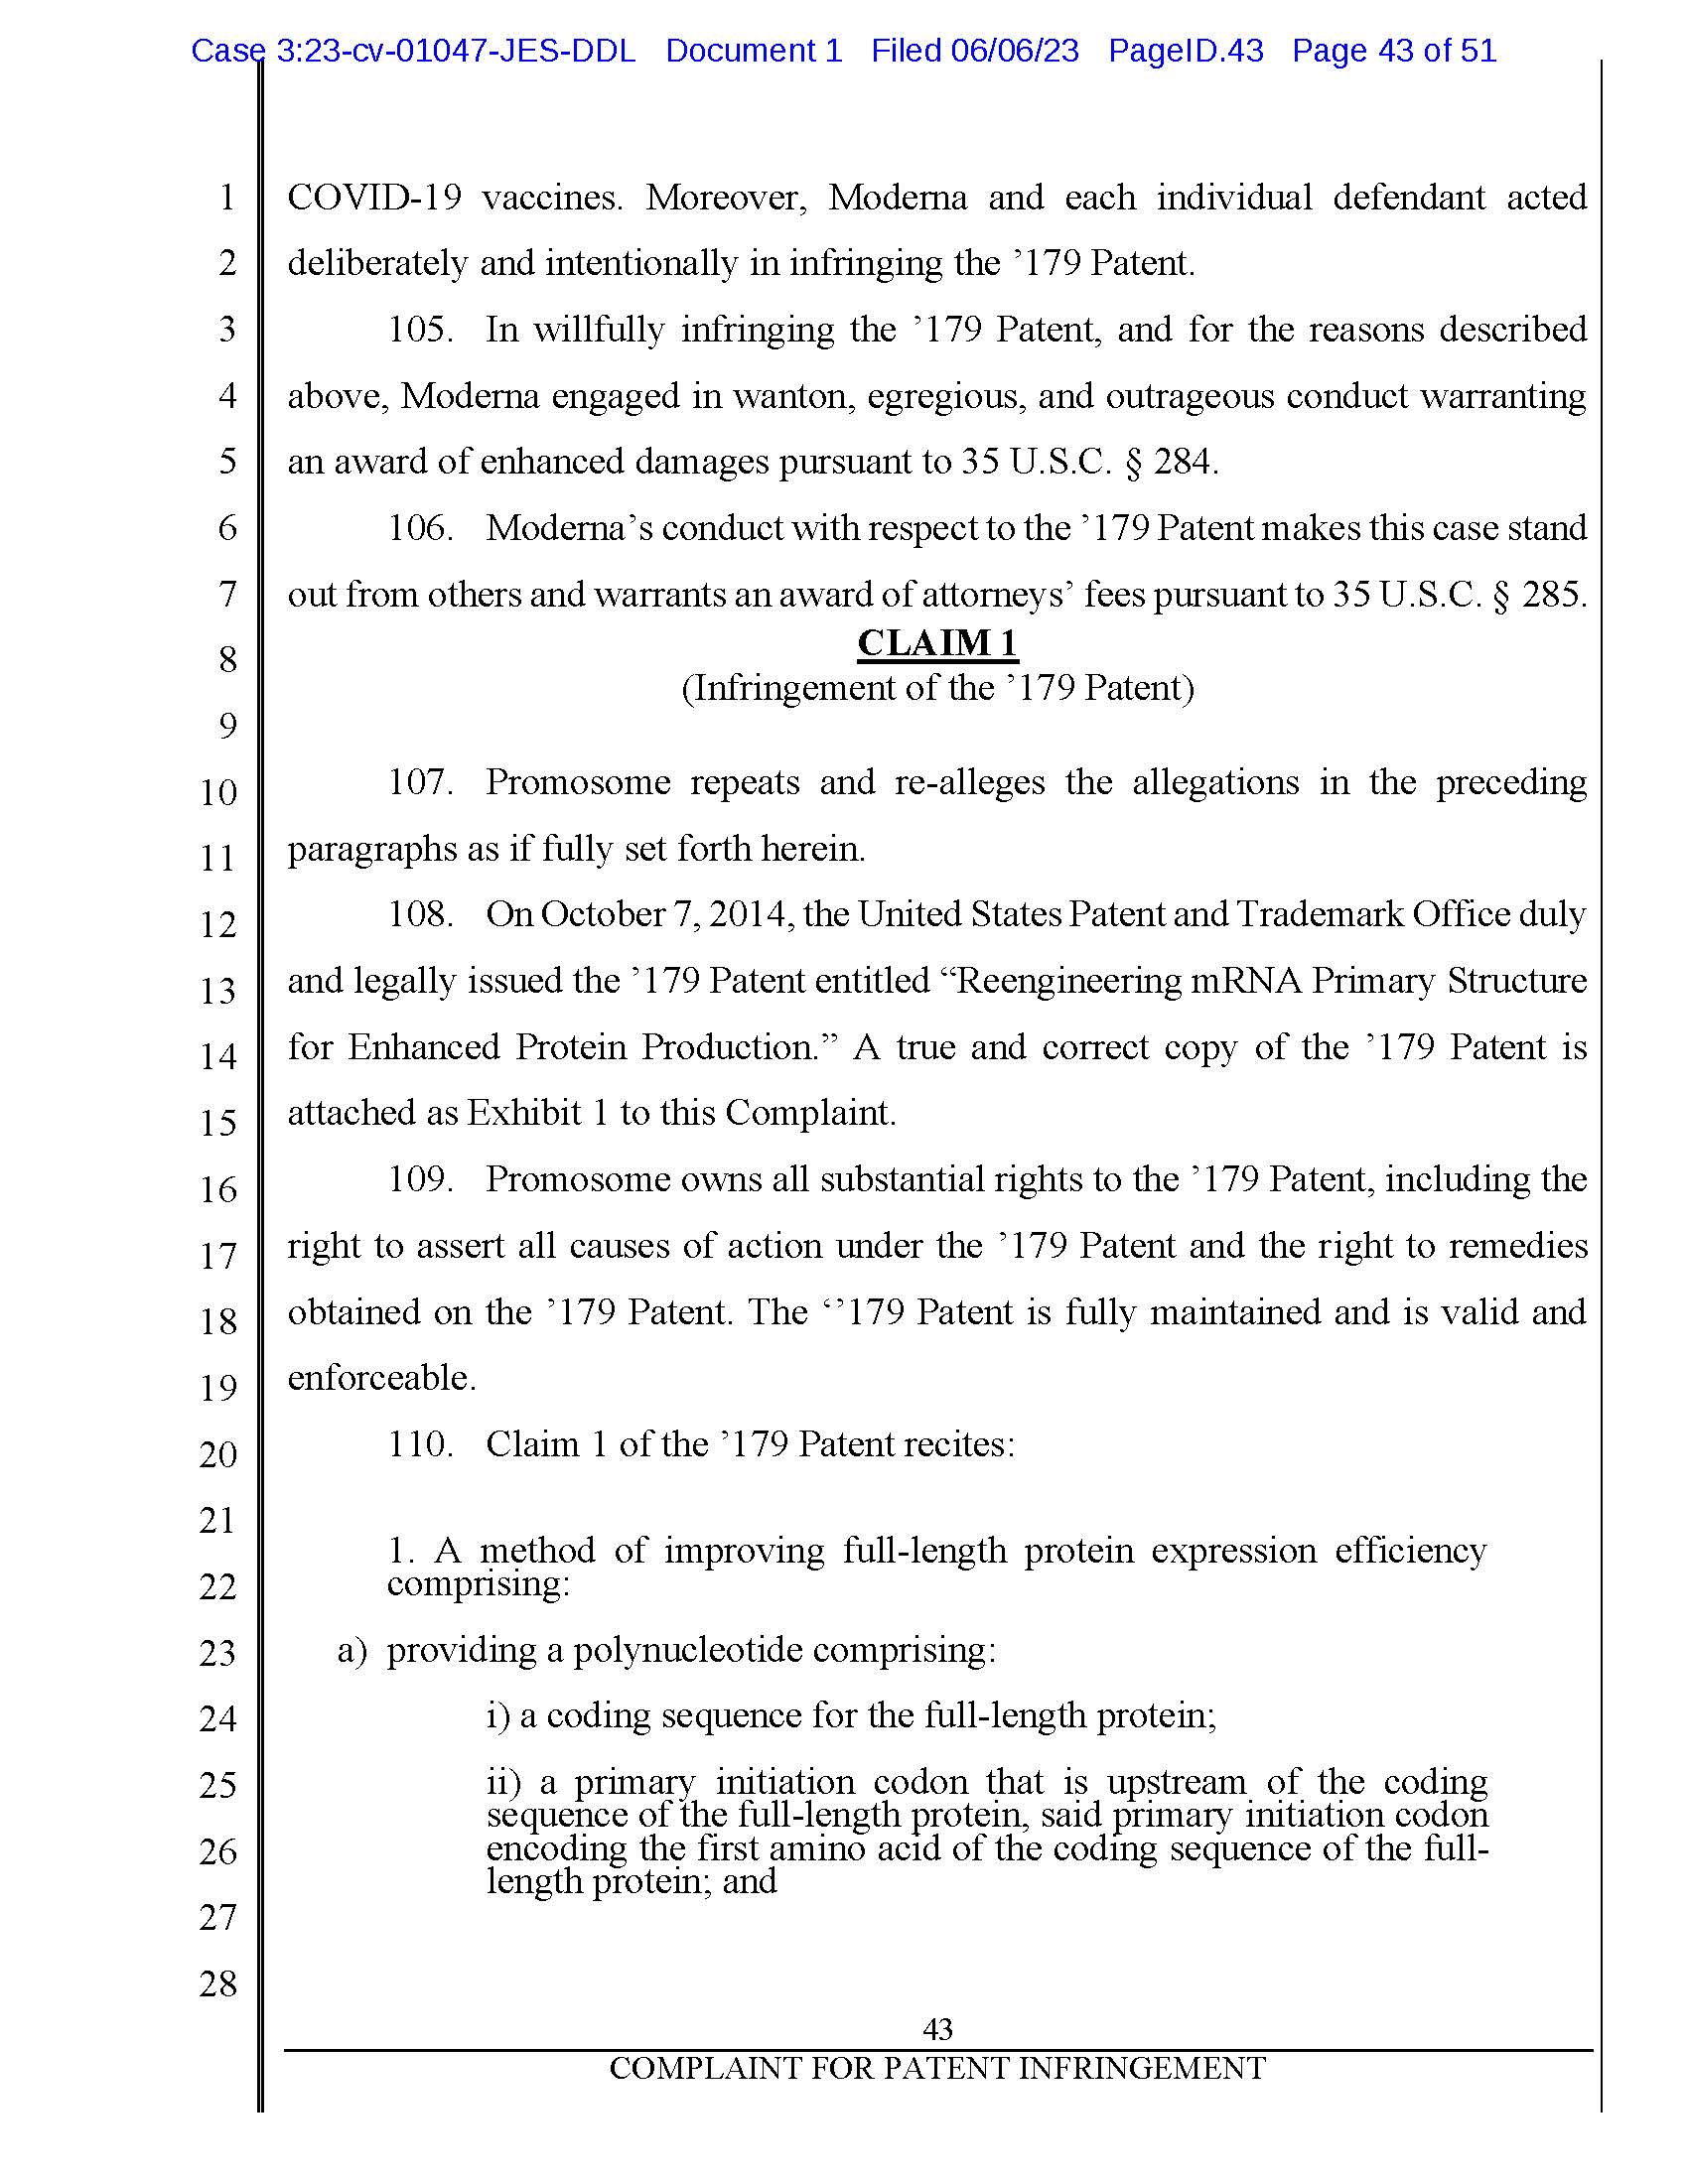 Case 3:23-cv-01047-JES-DDL Document 1 Filed 06/06/23 PageID.43 Page 43 of 51
1 COVID-19 vaccines. Moreover, Moderna and each individual defendant acted
2 deliberately and intentionally in infringing the ’179 Patent.
3 105. In willfully infringing the ’179 Patent, and for the reasons described
4 above, Moderna engaged in wanton, egregious, and outrageous conduct warranting
5 an award of enhanced damages pursuant to 35 U.S.C. § 284.
6 106. Moderna’s conduct with respect to the ’179 Patent makes this case stand
7 out from others and warrants an award of attorneys’ fees pursuant to 35 U.S.C. § 285.
CLAIM 1
8
(Infringement of the ’179 Patent)
9
10 107. Promosome repeats and re-alleges the allegations in the preceding
11 paragraphs as if fully set forth herein.
12 108. On October 7, 2014, the United States Patent and Trademark Office duly
13 and legally issued the ’179 Patent entitled “Reengineering mRNA Primary Structure
14 for Enhanced Protein Production.” A true and correct copy of the ’179 Patent is
15 attached as Exhibit 1 to this Complaint.
16 109. Promosome owns all substantial rights to the ’179 Patent, including the
17 right to assert all causes of action under the ’179 Patent and the right to remedies
18 obtained on the ’179 Patent. The ‘’179 Patent is fully maintained and is valid and
19 enforceable.
20 110. Claim 1 of the ’179 Patent recites:
21
1. A method of improving full-length protein expression efficiency
22 comprising:
23 a) providing a polynucleotide comprising:
24 i) a coding sequence for the full-length protein;
25 ii) a primary initiation codon that is upstream of the coding
sequence of the full-length protein, said primary initiation codon
26 encoding the first amino acid of the coding sequence of the full-
length protein; and
27
28
43
COMPLAINT FOR PATENT INFRINGEMENT